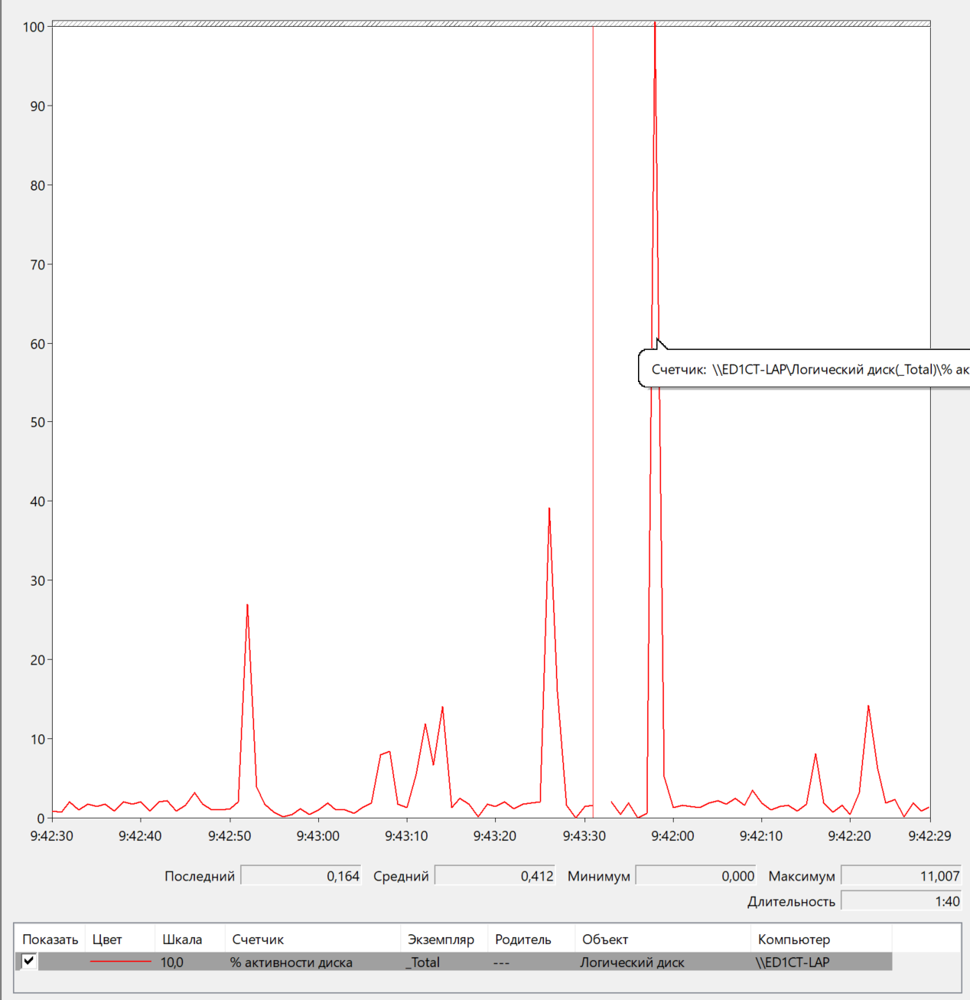 100
90
80
70
60
Счетчик: \\ED1CT-LAP\Логический диск(_Total)\% ак
50
40
30
20
10
0
9:42:30 9:42:40 9:42:50 9:43:00 9:43:10 9:43:20 9:43:30 9:42:00 9:42:10 9:42:20 9:42:29
Последний 0,164 Средний 0,412 Минимум 0,000 Максимум 11,007
Длительность 1:40
Показать Цвет Шкала Счетчик Экземпляр Родитель Объект Компьютер
10,0 % активности диска _Total --- Логический диск \\ED1CT-LAP